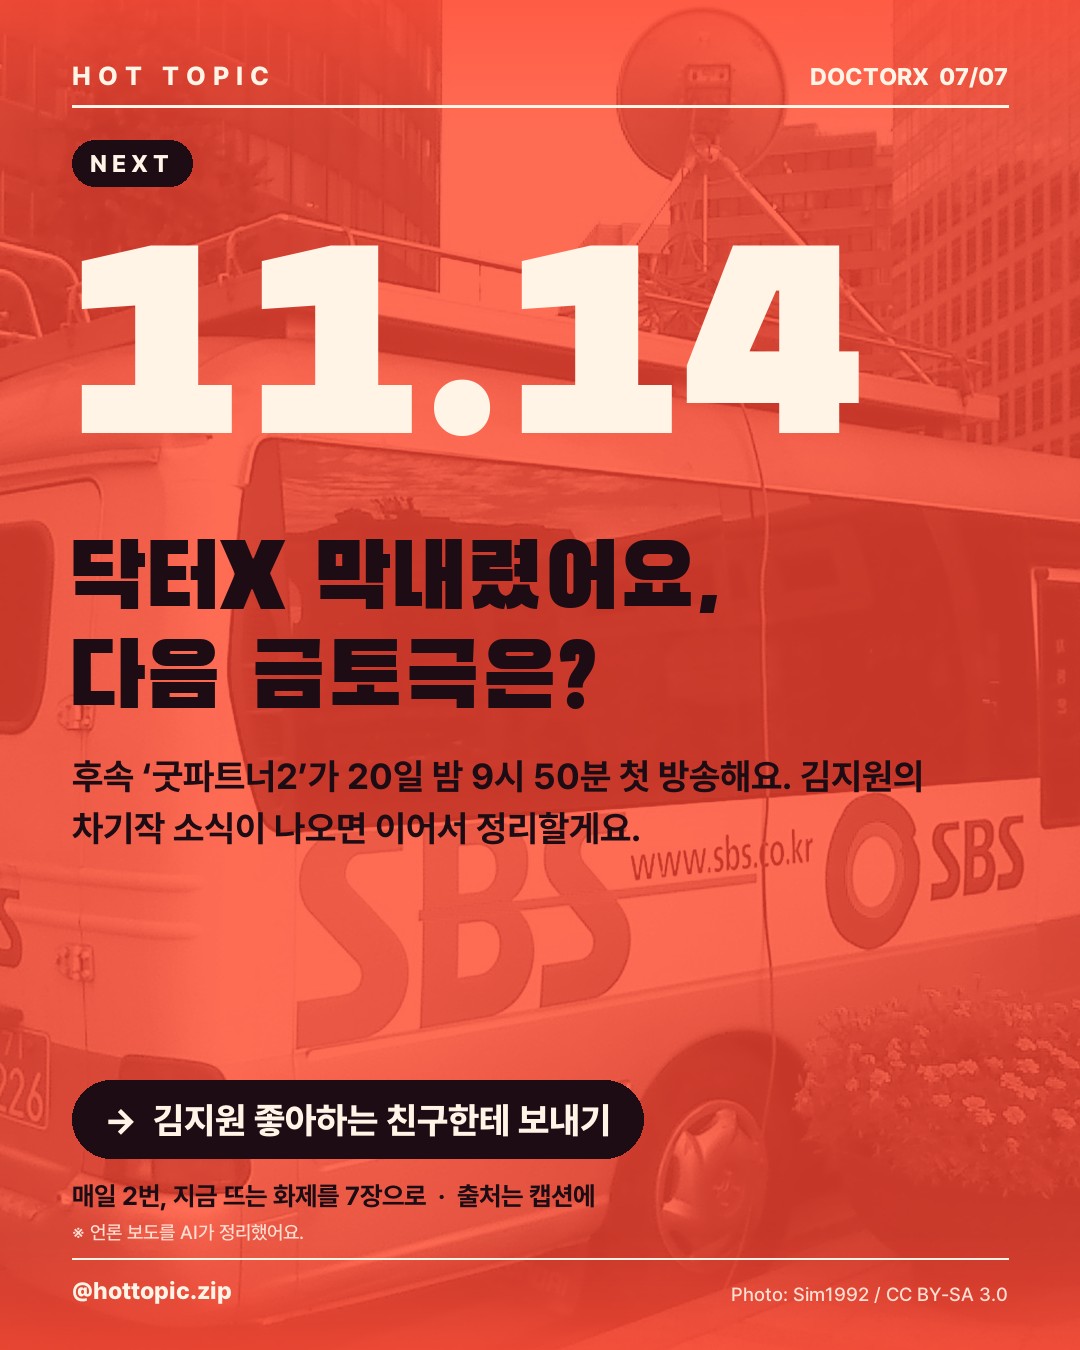 HOT TOPIC
DOCTORX 07/07
NEXT
11.14
닥터X 막내렸어요,
다음 금토극은?
후속 ‘굿파트너2’가 20일 밤 9시 50분 첫 방송해요. 김지원의
차기작 소식이 나오면 이어서 정리할게요.
www.sbs.co.kr
SBS
SBS
S
926
→ 김지원 좋아하는 친구한테 보내기
매일 2번, 지금 뜨는 화제를 7장으로 · 출처는 캡션에
※ 언론 보도를 AI가 정리했어요.
@hottopic.zip
Photo: Sim1992 / CC BY-SA 3.0